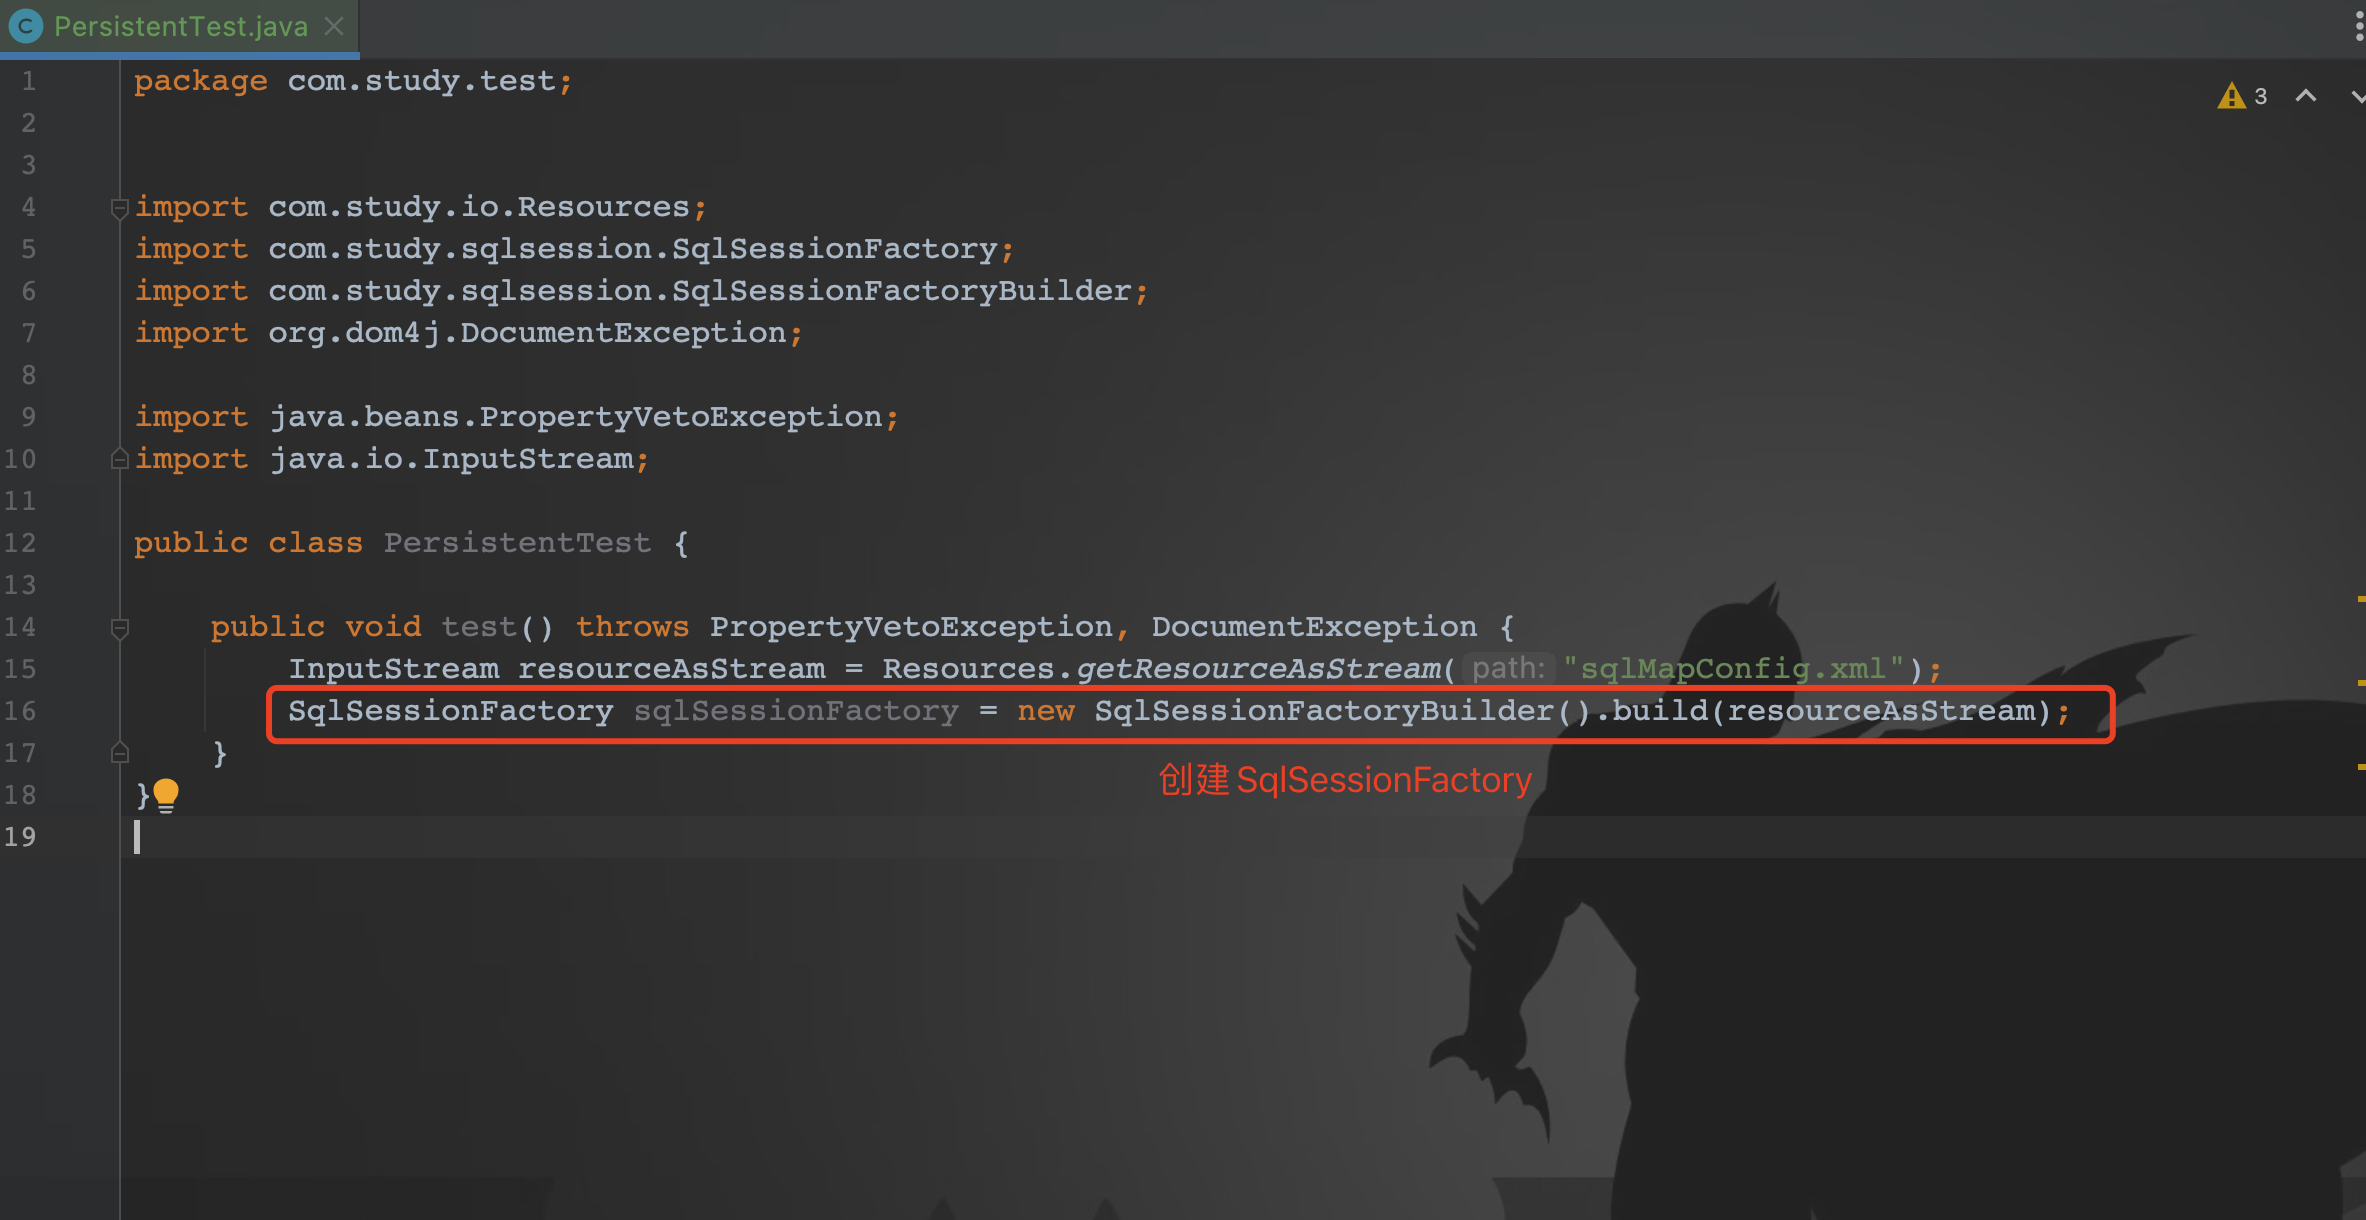 PersistentTest.java
3
1 package com.study.test;
2
3
4 import com.study.io.Resources;
5 import com.study.sqlsession.SqlSessionFactory;
6 import com.study.sqlsession.SqlSessionFactoryBuilder;
7 import org.dom4j.DocumentException;
8
9 import java.beans.PropertyVetoException;
10 import java.io.InputStream;
11
12 public class PersistentTest {
13
14 public void test() throws PropertyVetoException, DocumentException {
15 InputStream resourceAsStream = Resources.getResourceAsStream( path: "sqlMapConfig.xml");
16 SqlSessionFactory sqlSessionFactory = new SqlSessionFactoryBuilder().build(resourceAsStream);
17 }
创建 SqlSessionFactory
18 }
19